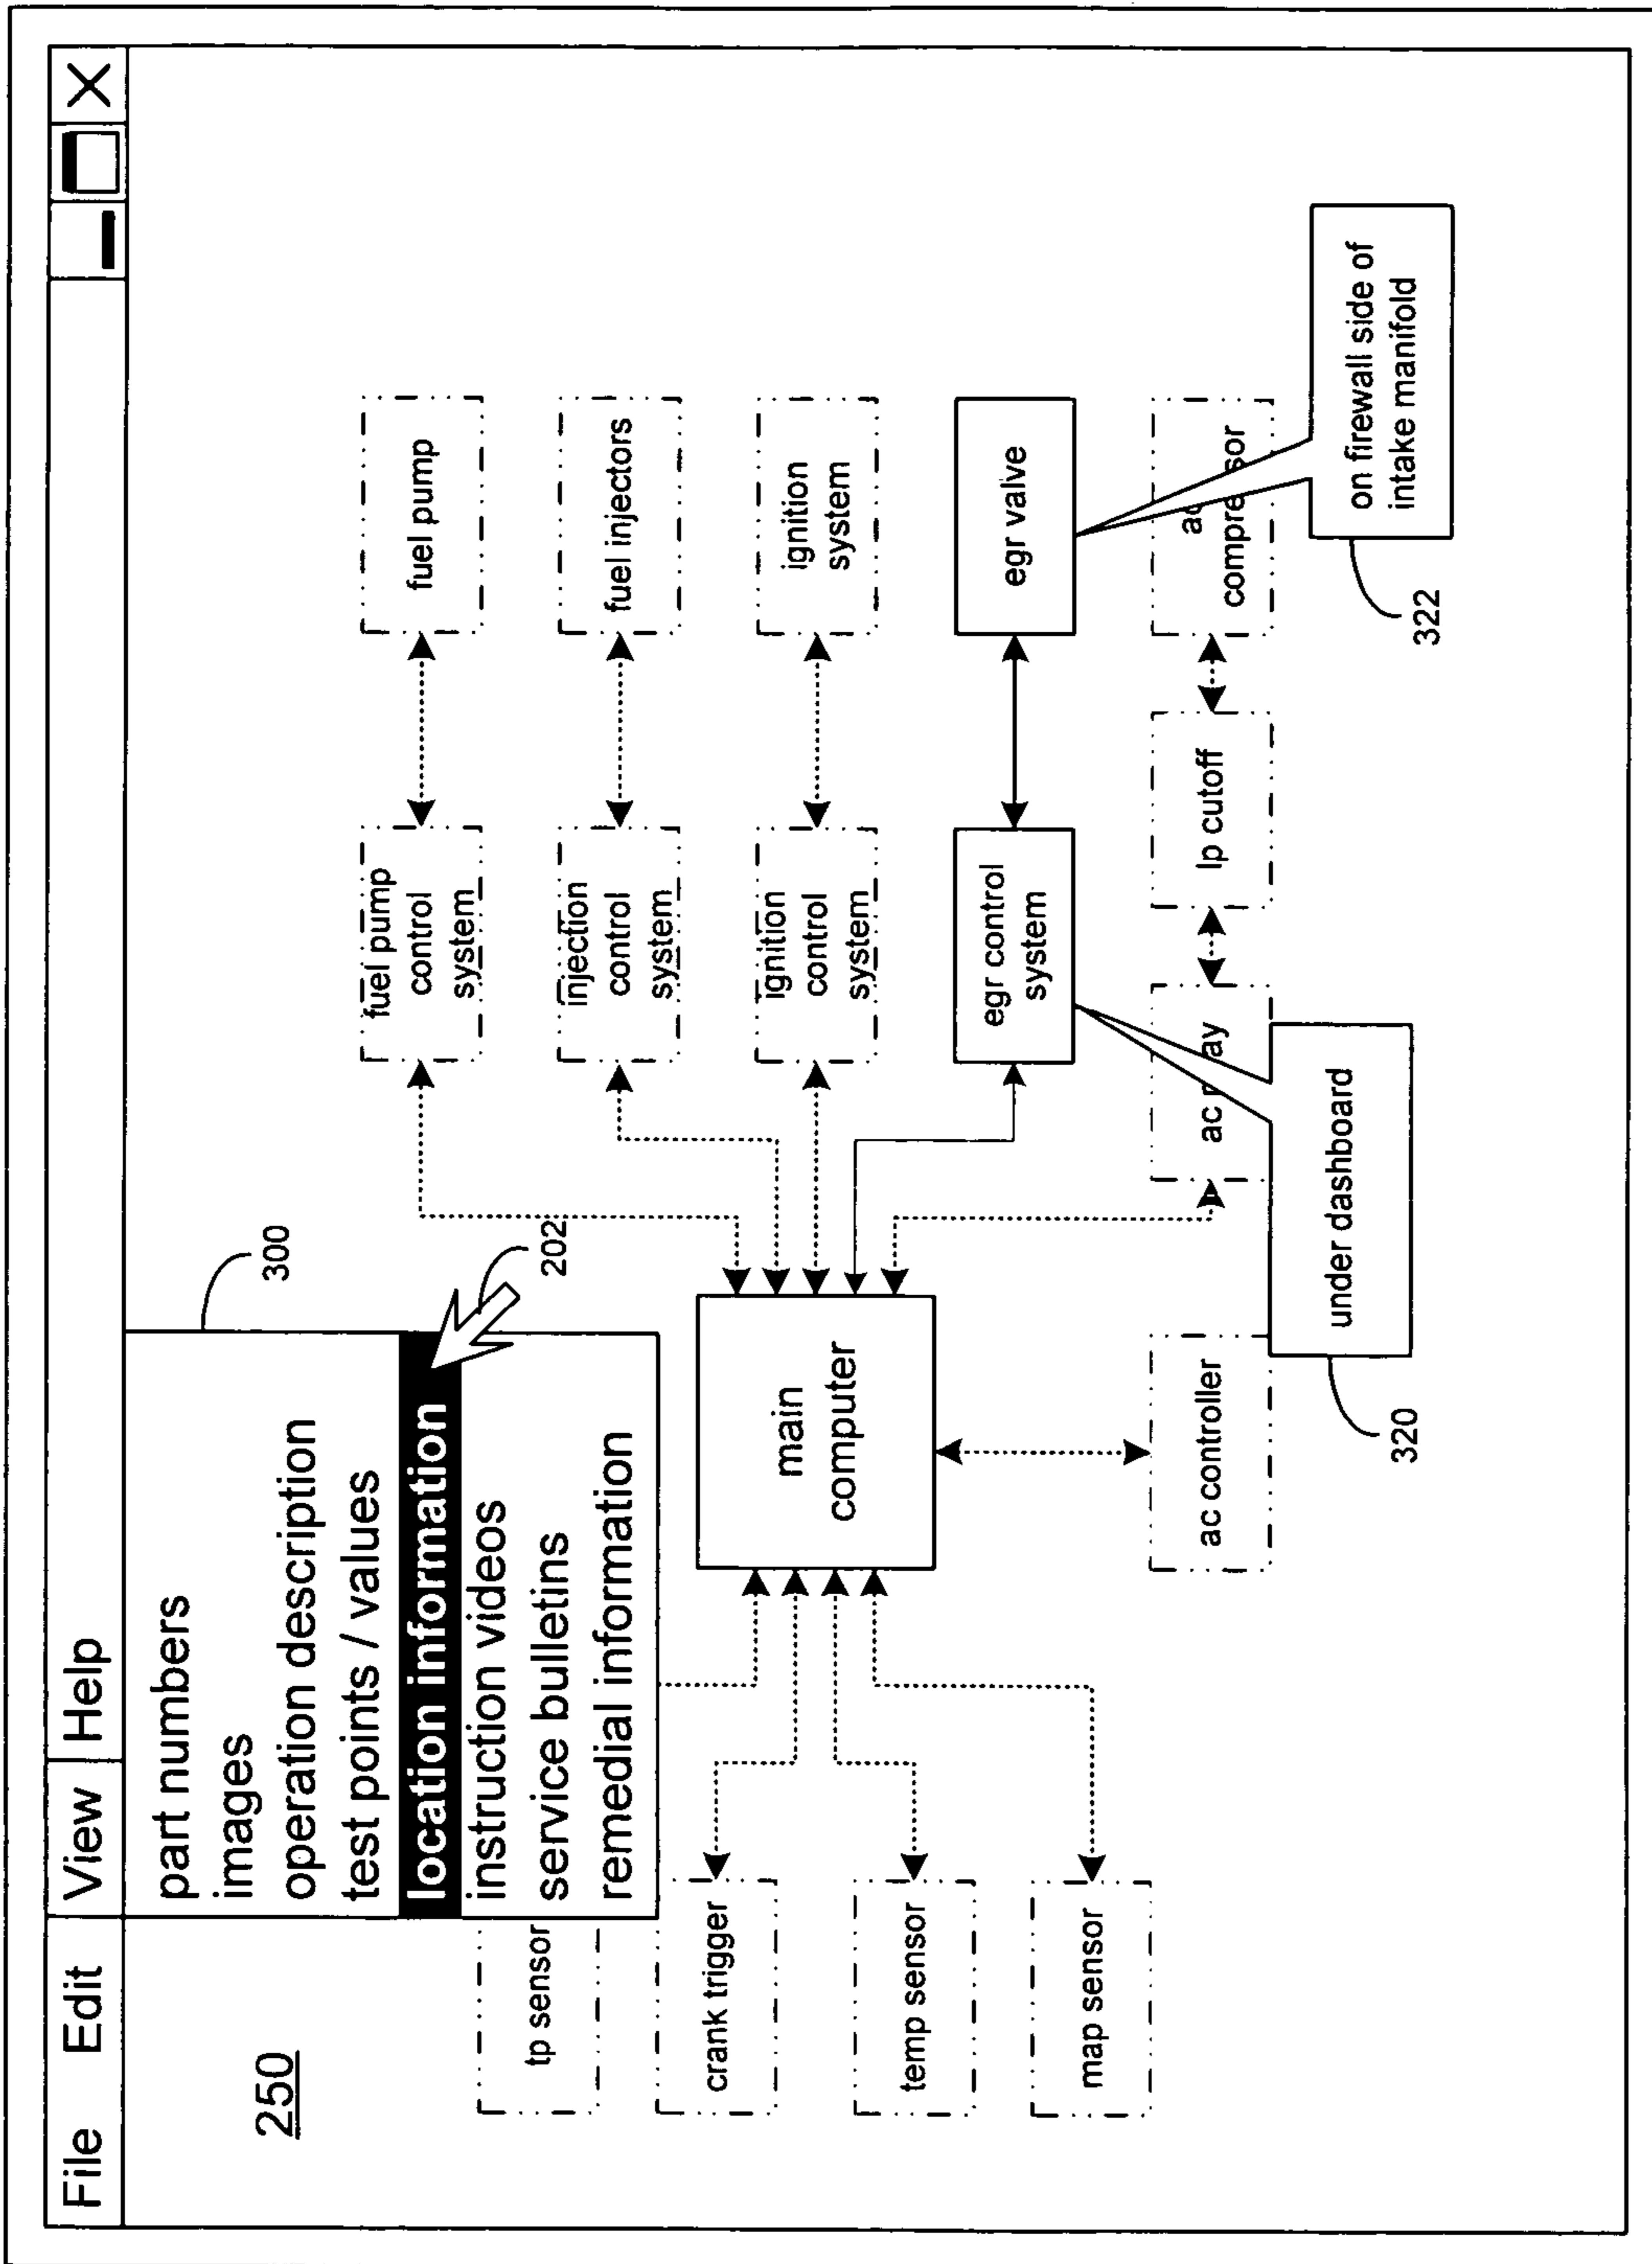 File Edit View Help
250
part numbers
images
operation description
test points / values
location information
instruction videos
service bulletins
remedial information
300
202
tp sensor
crank trigger
temp sensor
map sensor
main
computer
ac controller
fuel pump
control
system
fuel pump
injection
control
system
fuel injectors
ignition
control
system
ignition
system
egr control
system
egr valve
ac
lp cutoff
under dashboard
320
on firewall side of
intake manifold
322